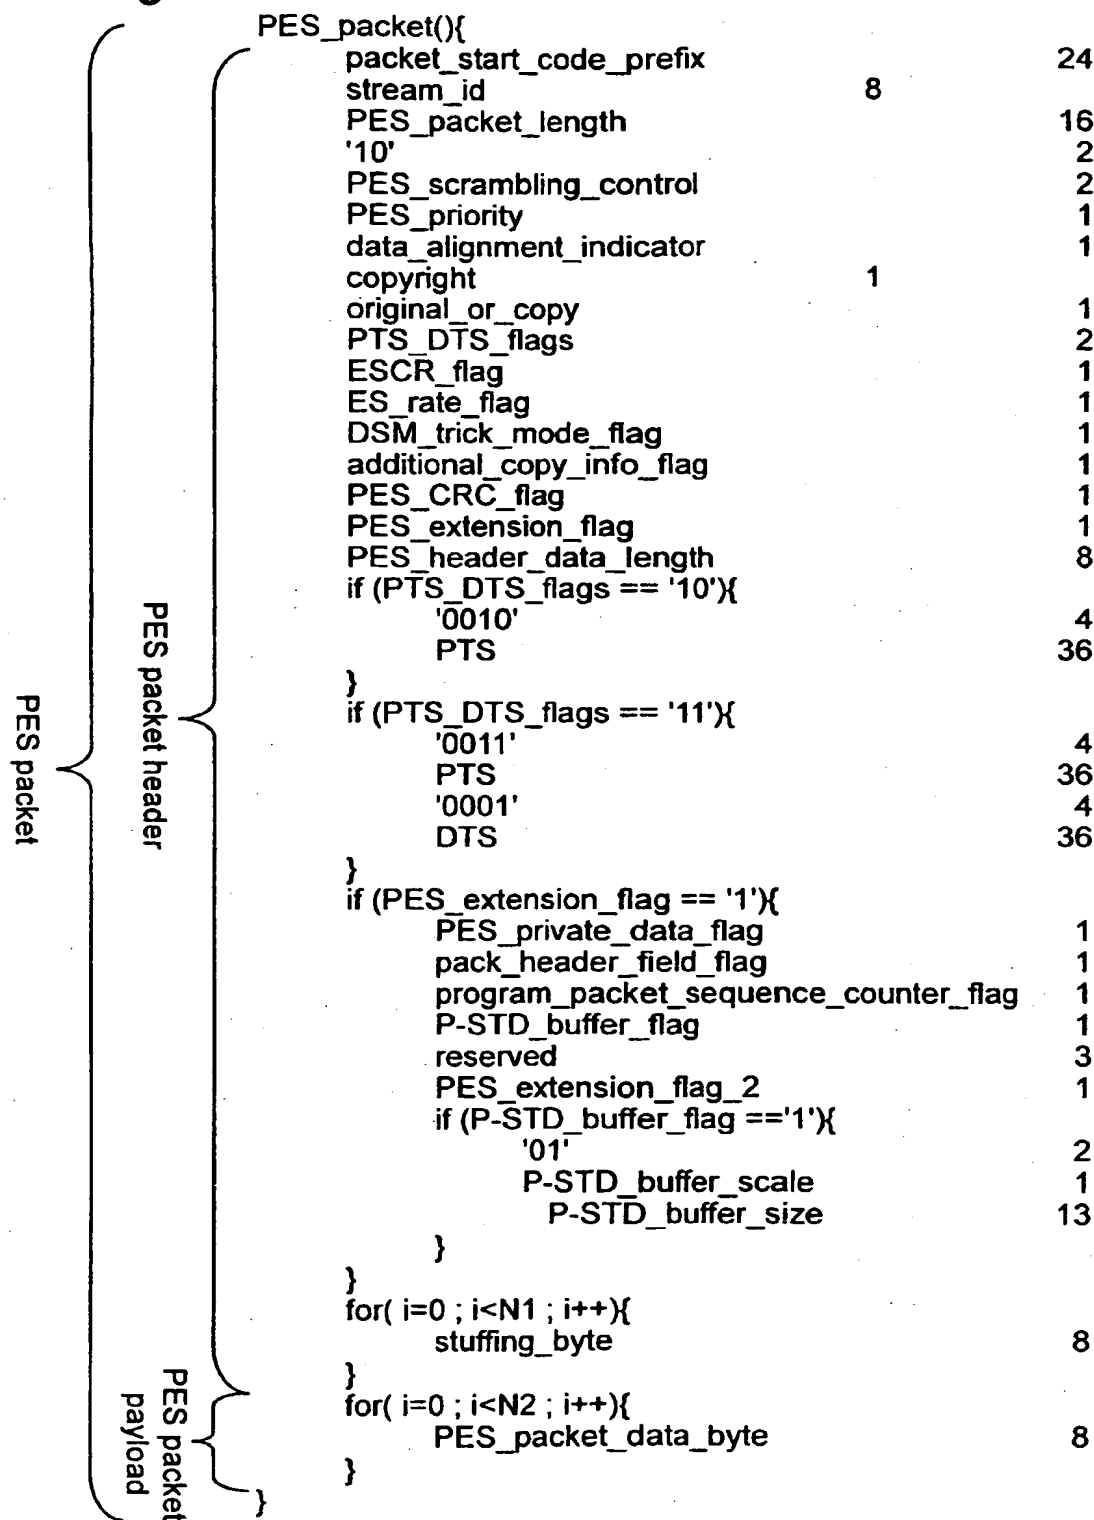 PES_packet(){
packet_start_code_prefix 24
stream_id 8
PES_packet_length 16
'10' 2
PES_scrambling_control 2
PES_priority 1
data_alignment_indicator 1
copyright 1
original_or_copy 1
PTS_DTS_flags 2
ESCR_flag 1
ES_rate_flag 1
DSM_trick_mode_flag 1
additional_copy_info_flag 1
PES_CRC_flag 1
PES_extension_flag 1
PES_header_data_length 8
if (PTS_DTS_flags == '10'){
'0010' 4
PTS 36
}
if (PTS_DTS_flags == '11'){
'0011' 4
PTS 36
'0001' 4
DTS 36
}
if (PES_extension_flag == '1'){
PES_private_data_flag 1
pack_header_field_flag 1
program_packet_sequence_counter_flag 1
P-STD_buffer_flag 1
reserved 3
PES_extension_flag_2 1
if (P-STD_buffer_flag =='1'){
'01' 2
P-STD_buffer_scale 1
P-STD_buffer_size 13
}
}
for( i=0 ; i<N1 ; i++){
stuffing_byte 8
}
for( i=0 ; i<N2 ; i++){
PES_packet_data_byte 8
}
}
PES packet
PES packet header
PES packet
payload